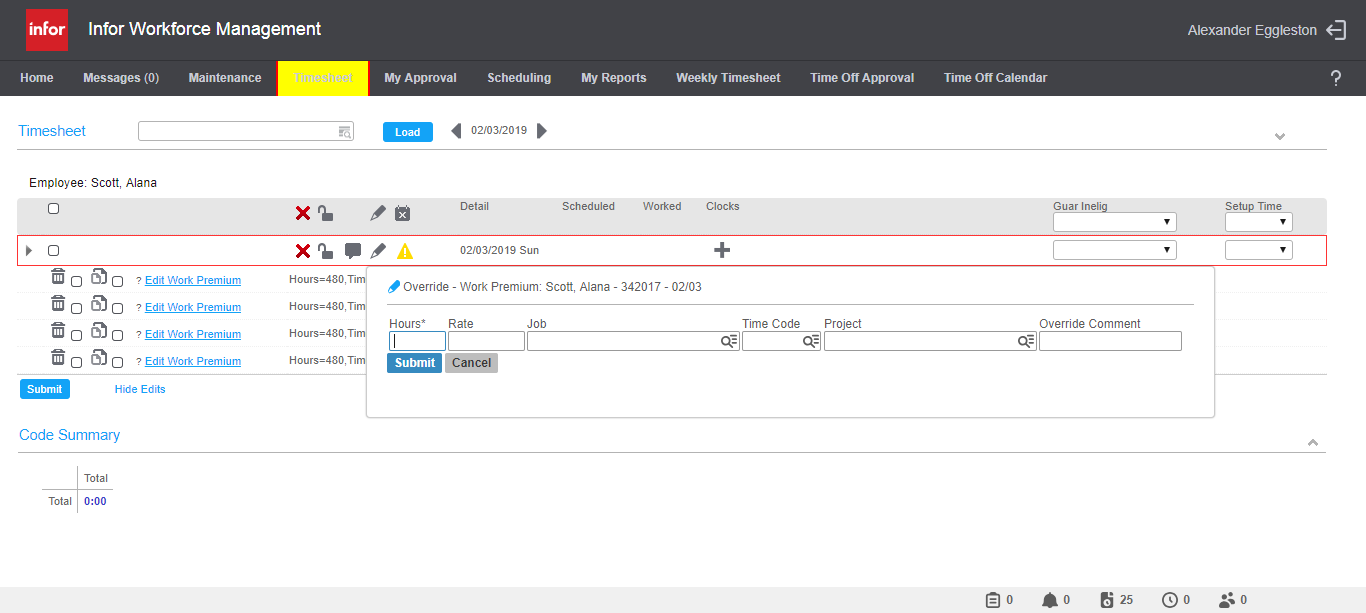 infor Infor Workforce Management Alexander Eggleston
Home Messages (0) Maintenance Timesheet My Approval Scheduling My Reports Weekly Timesheet Time Off Approval Time Off Calendar ?
Timesheet Load 02/03/2019
Employee: Scott, Alana
Detail Scheduled Worked Clocks Guar Inelig Setup Time
02/03/2019 Sun
? Edit Work Premium Hours=480,Tim
? Edit Work Premium Hours=480,Tim
? Edit Work Premium Hours=480,Tim
? Edit Work Premium Hours=480,Tim
Override - Work Premium: Scott, Alana - 342017 - 02/03
Hours* Rate Job Time Code Project Override Comment
Submit Cancel
Submit Hide Edits
Code Summary
Total
Total 0:00
0 0 25 0 0